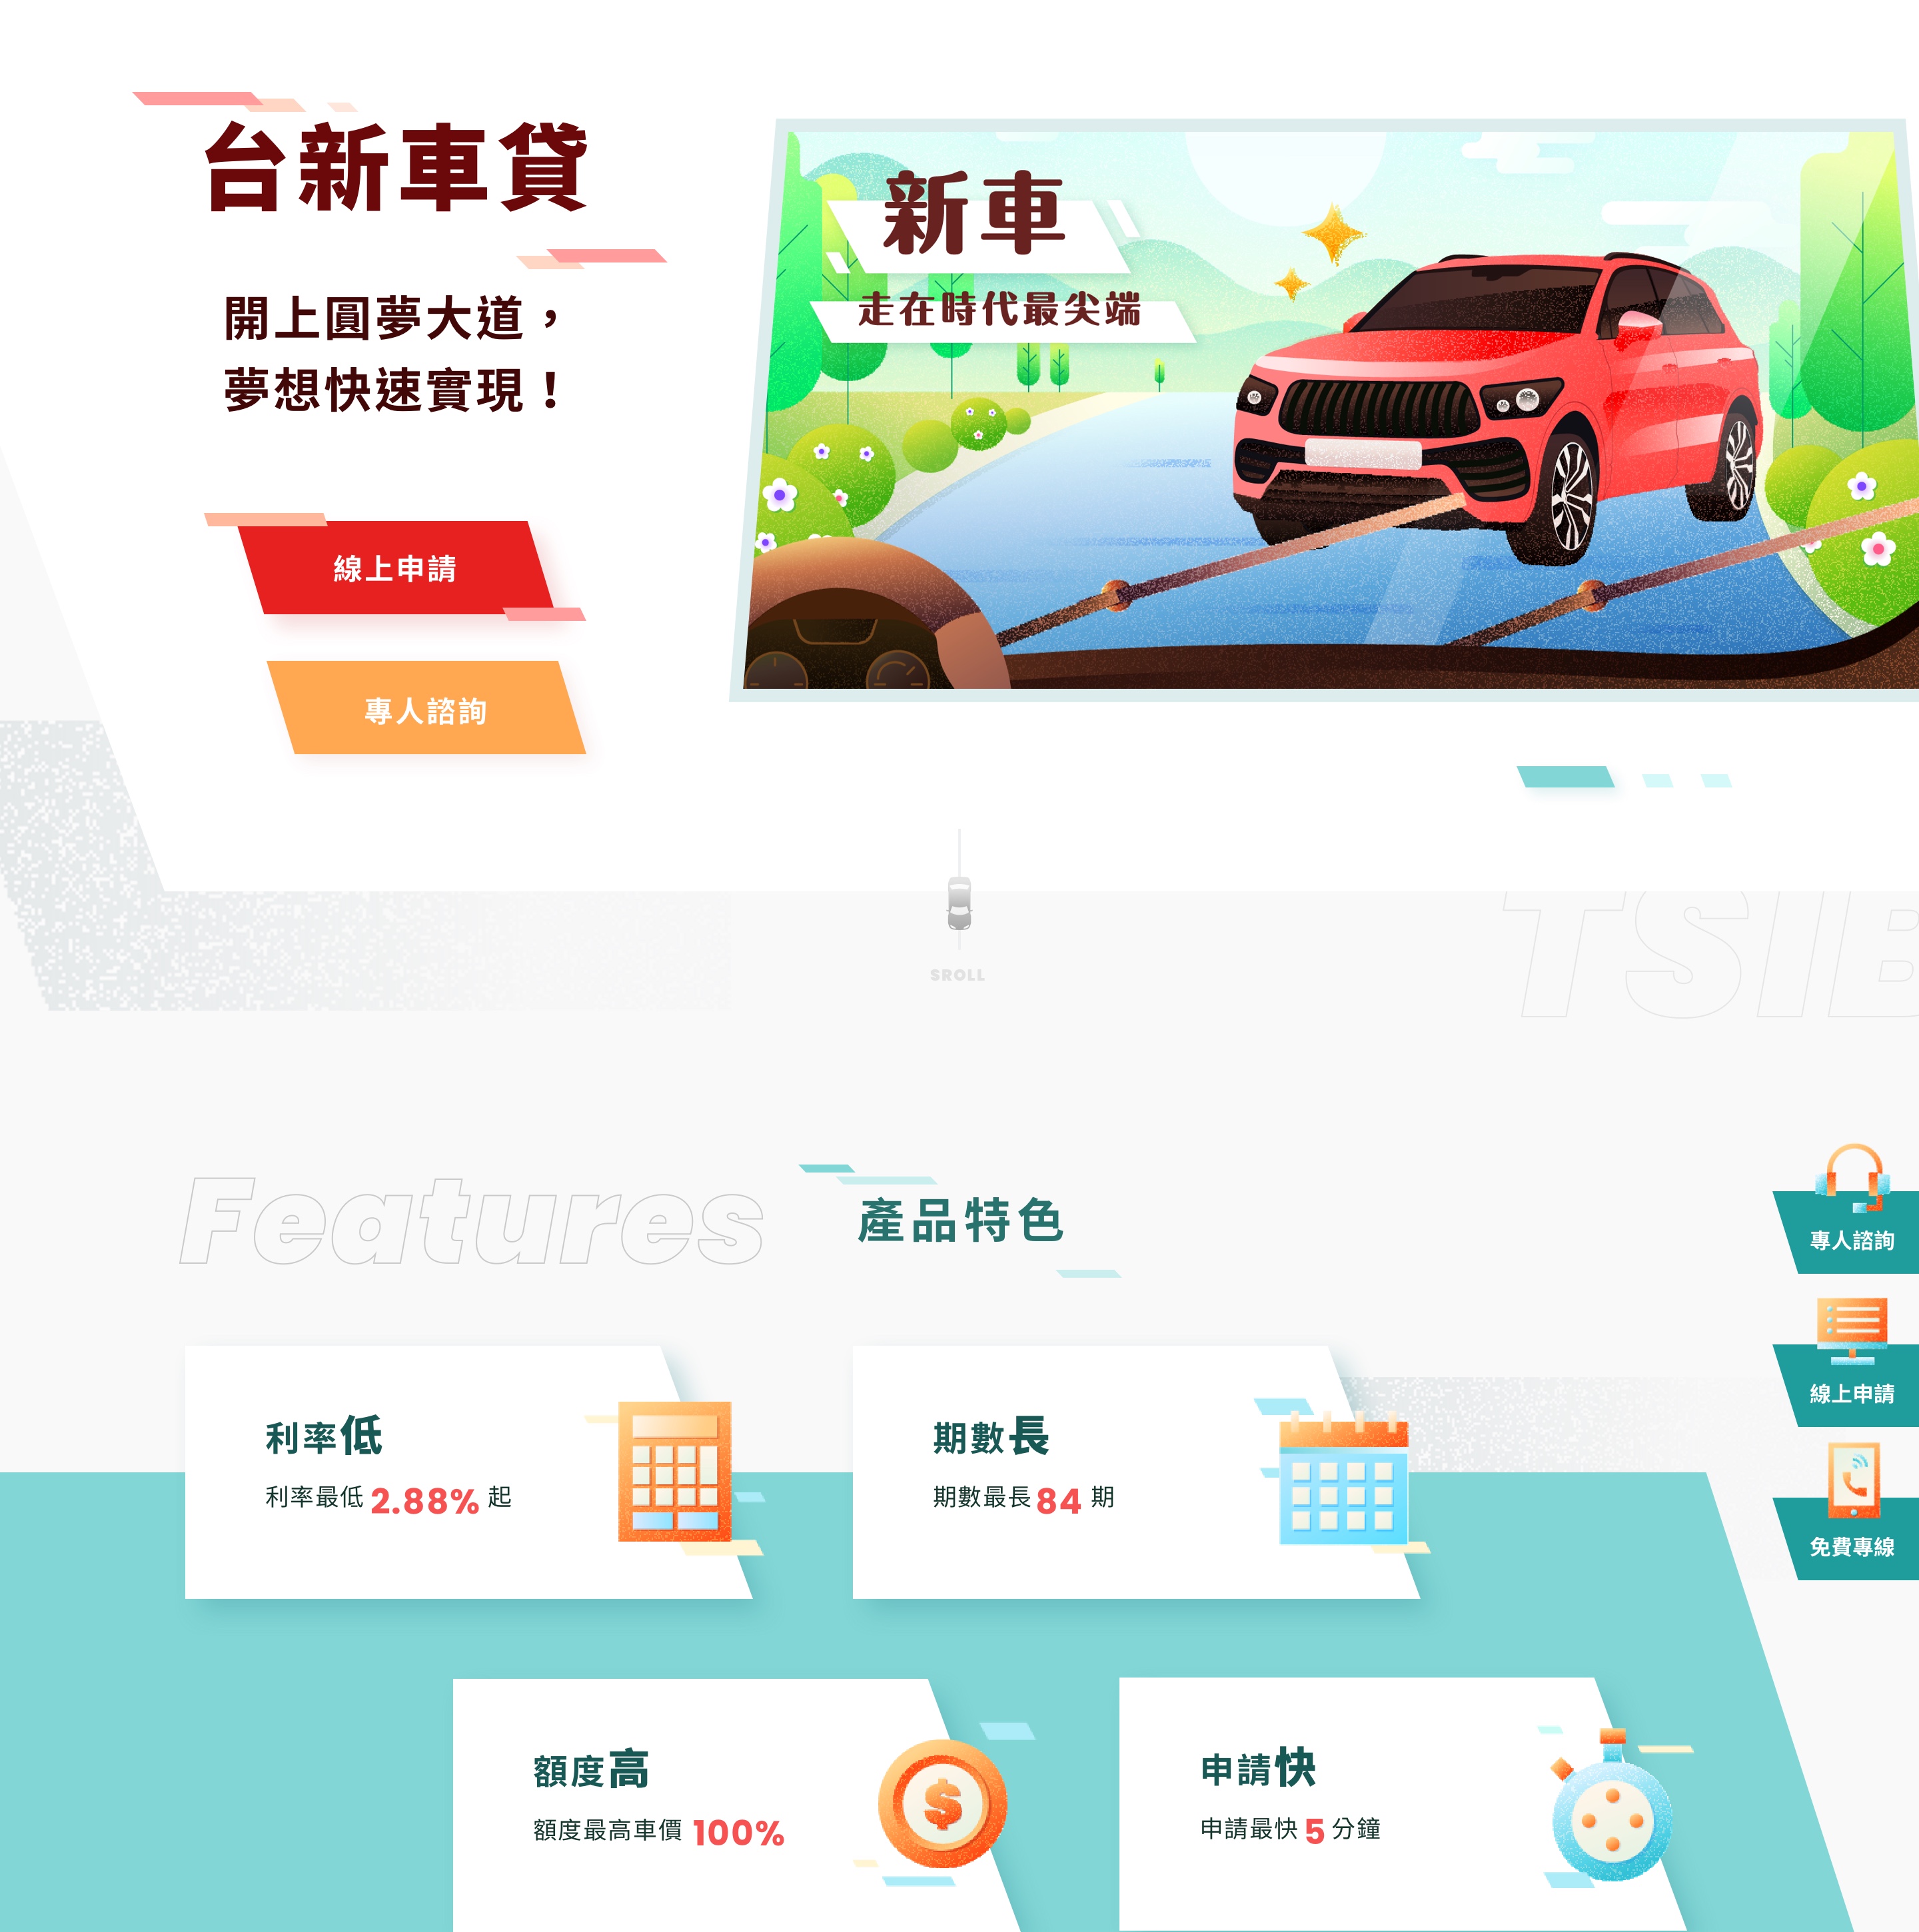 台新車貸
開上圓夢大道，
夢想快速實現！
線上申請
專人諮詢
新車
走在時代最尖端
SROLL
TSIB
Features
產品特色
專人諮詢
線上申請
免費專線
利率低
利率最低 2.88% 起
期數長
期數最長 84 期
額度高
額度最高車價 100%
申請快
申請最快 5 分鐘